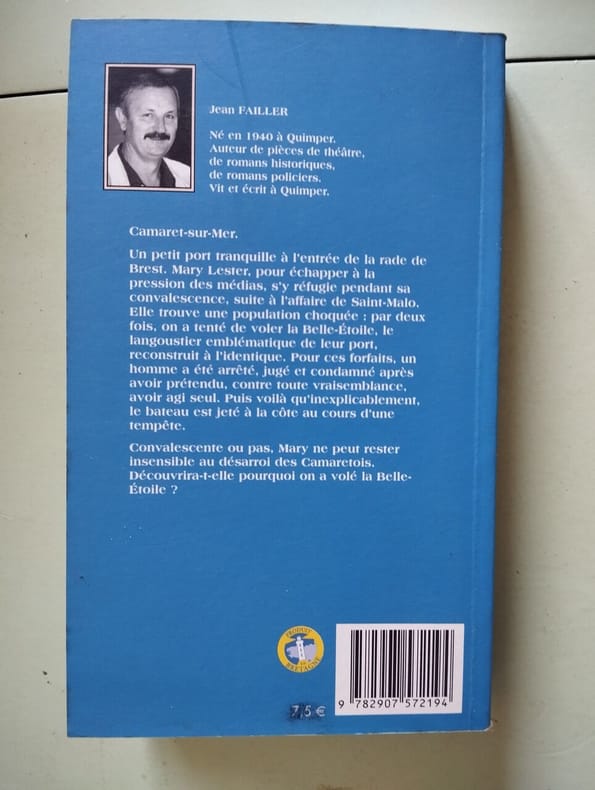 Jean FAILLER
Né en 1940 à Quimper.
Auteur de pièces de théâtre,
de romans historiques,
de romans policiers.
Vit et écrit à Quimper.
Camaret-sur-Mer.
Un petit port tranquille à l'entrée de la rade de
Brest. Mary Lester, pour échapper à la
pression des médias, s'y réfugie pendant sa
convalescence, suite à l'affaire de Saint-Malo.
Elle trouve une population choquée : par deux
fois, on a tenté de voler la Belle-Étoile, le
langoustier emblématique de leur port,
reconstruit à l'identique. Pour ces forfaits, un
homme a été arrêté, jugé et condamné après
avoir prétendu, contre toute vraisemblance,
avoir agi seul. Puis voilà qu'inexplicablement,
le bateau est jeté à la côte au cours d'une
tempête.
Convalescente ou pas, Mary ne peut rester
insensible au désarroi des Camaretois.
Découvrira-t-elle pourquoi on a volé la Belle-
Étoile ?
PRODUIT
EN
BRETAGNE
7,5 €
9 782907 572194